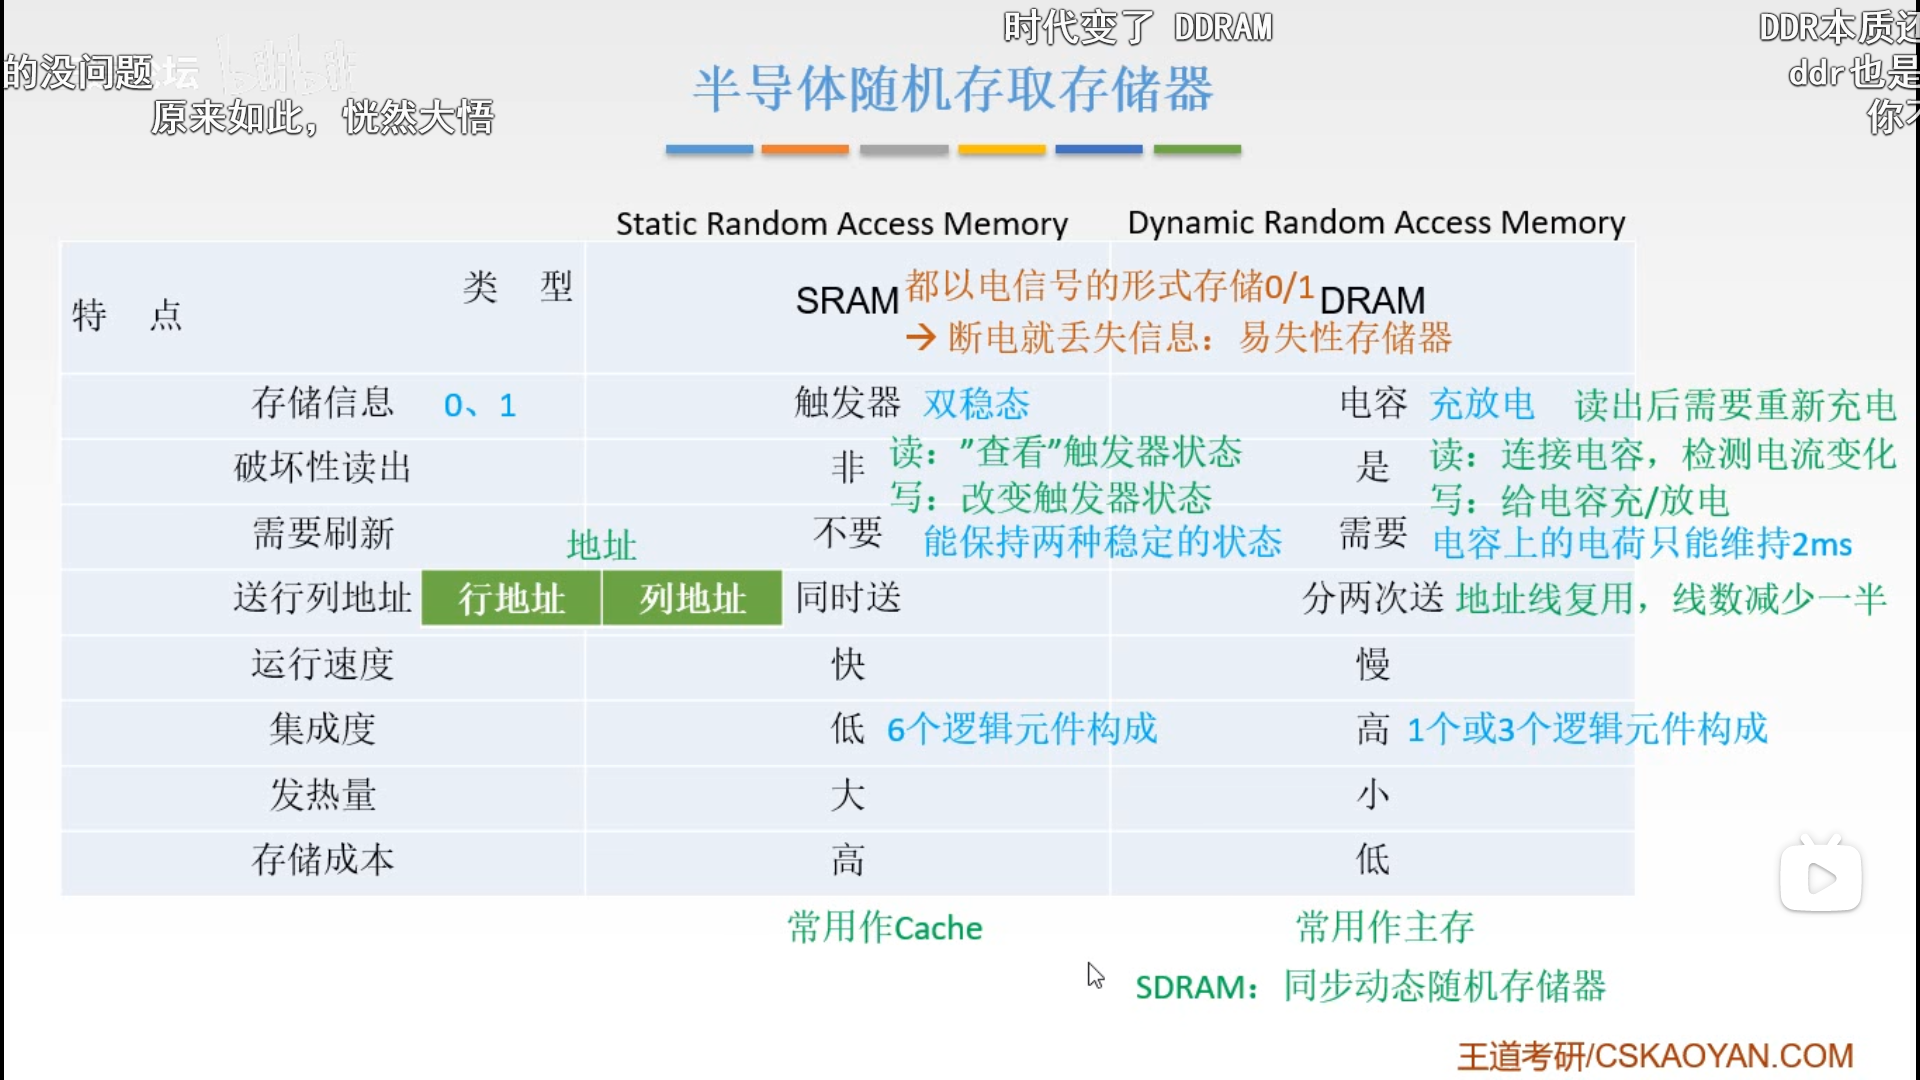 时代变了 DDRAM
DDR本质还
的没问题
坛
bilibili
ddr也是
原来如此，恍然大悟
半导体随机存取存储器
Static Random Access Memory
Dynamic Random Access Memory
类 型
特 点
SRAM
都以电信号的形式存储0/1
→ 断电就丢失信息：易失性存储器
DRAM
存储信息 0、1
触发器 双稳态
电容 充放电 读出后需要重新充电
破坏性读出
非
读："查看"触发器状态
写：改变触发器状态
是
读：连接电容，检测电流变化
写：给电容充/放电
需要刷新
不要 能保持两种稳定的状态
需要 电容上的电荷只能维持2ms
地址
送行列地址 行地址 列地址
同时送
分两次送 地址线复用，线数减少一半
运行速度 快 慢
集成度
低 6个逻辑元件构成
高 1个或3个逻辑元件构成
发热量 大 小
存储成本 高 低
常用作Cache
常用作主存
SDRAM：同步动态随机存储器
王道考研/CSKAOYAN.COM